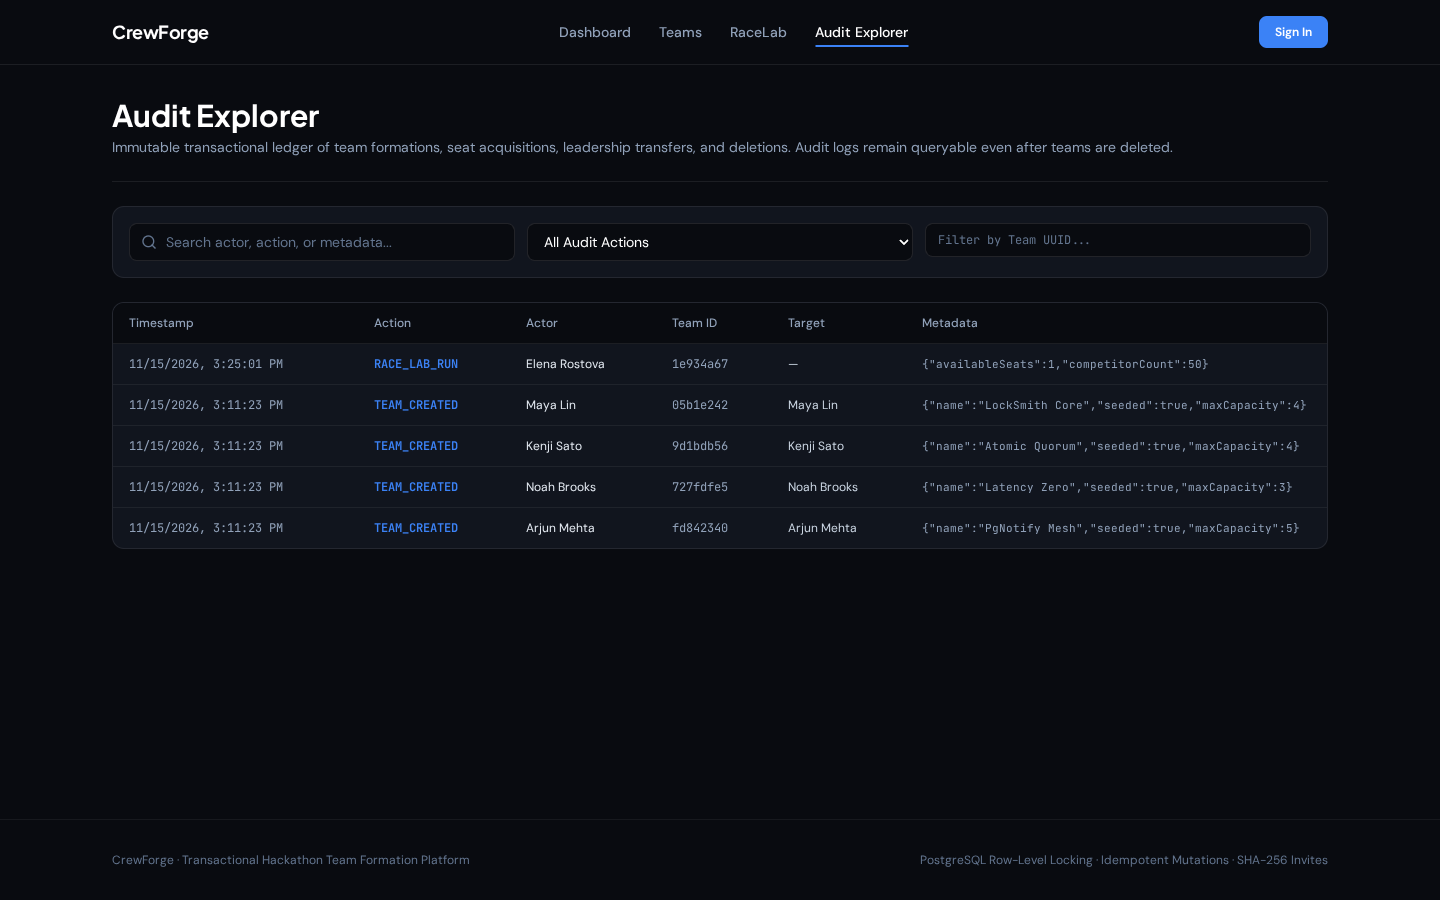 CrewForge Dashboard Teams RaceLab Audit Explorer Sign In
Audit Explorer
Immutable transactional ledger of team formations, seat acquisitions, leadership transfers, and deletions. Audit logs remain queryable even after teams are deleted.
Search actor, action, or metadata... All Audit Actions Filter by Team UUID...
Timestamp Action Actor Team ID Target Metadata
11/15/2026, 3:25:01 PM RACE_LAB_RUN Elena Rostova 1e934a67 — {"availableSeats":1,"competitorCount":50}
11/15/2026, 3:11:23 PM TEAM_CREATED Maya Lin 05b1e242 Maya Lin {"name":"LockSmith Core","seeded":true,"maxCapacity":4}
11/15/2026, 3:11:23 PM TEAM_CREATED Kenji Sato 9d1bdb56 Kenji Sato {"name":"Atomic Quorum","seeded":true,"maxCapacity":4}
11/15/2026, 3:11:23 PM TEAM_CREATED Noah Brooks 727fdfe5 Noah Brooks {"name":"Latency Zero","seeded":true,"maxCapacity":3}
11/15/2026, 3:11:23 PM TEAM_CREATED Arjun Mehta fd842340 Arjun Mehta {"name":"PgNotify Mesh","seeded":true,"maxCapacity":5}
CrewForge · Transactional Hackathon Team Formation Platform PostgreSQL Row-Level Locking · Idempotent Mutations · SHA-256 Invites